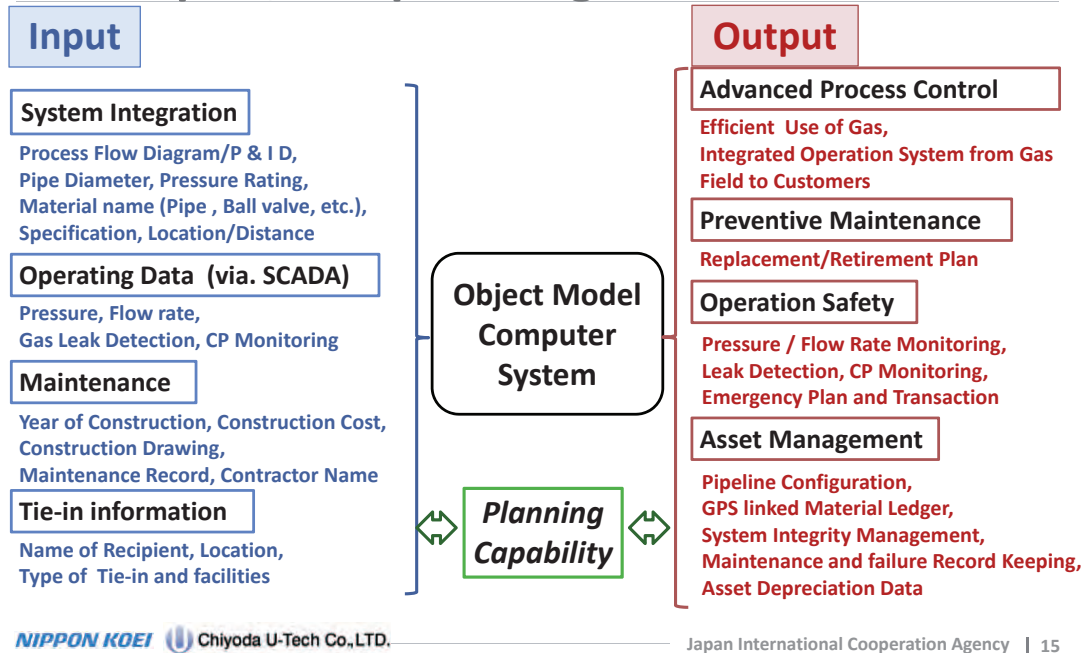 Input
System Integration
Process Flow Diagram/P & I D,
Pipe Diameter, Pressure Rating,
Material name (Pipe , Ball valve, etc.),
Specification, Location/Distance
Operating Data (via. SCADA)
Pressure, Flow rate,
Gas Leak Detection, CP Monitoring
Maintenance
Year of Construction, Construction Cost,
Construction Drawing,
Maintenance Record, Contractor Name
Tie-in information
Name of Recipient, Location,
Type of Tie-in and facilities
Object Model
Computer
System
Planning
Capability
Output
Advanced Process Control
Efficient Use of Gas,
Integrated Operation System from Gas
Field to Customers
Preventive Maintenance
Replacement/Retirement Plan
Operation Safety
Pressure / Flow Rate Monitoring,
Leak Detection, CP Monitoring,
Emergency Plan and Transaction
Asset Management
Pipeline Configuration,
GPS linked Material Ledger,
System Integrity Management,
Maintenance and failure Record Keeping,
Asset Depreciation Data
NIPPON KOEI Chiyoda U-Tech Co.,LTD.
Japan International Cooperation Agency | 15